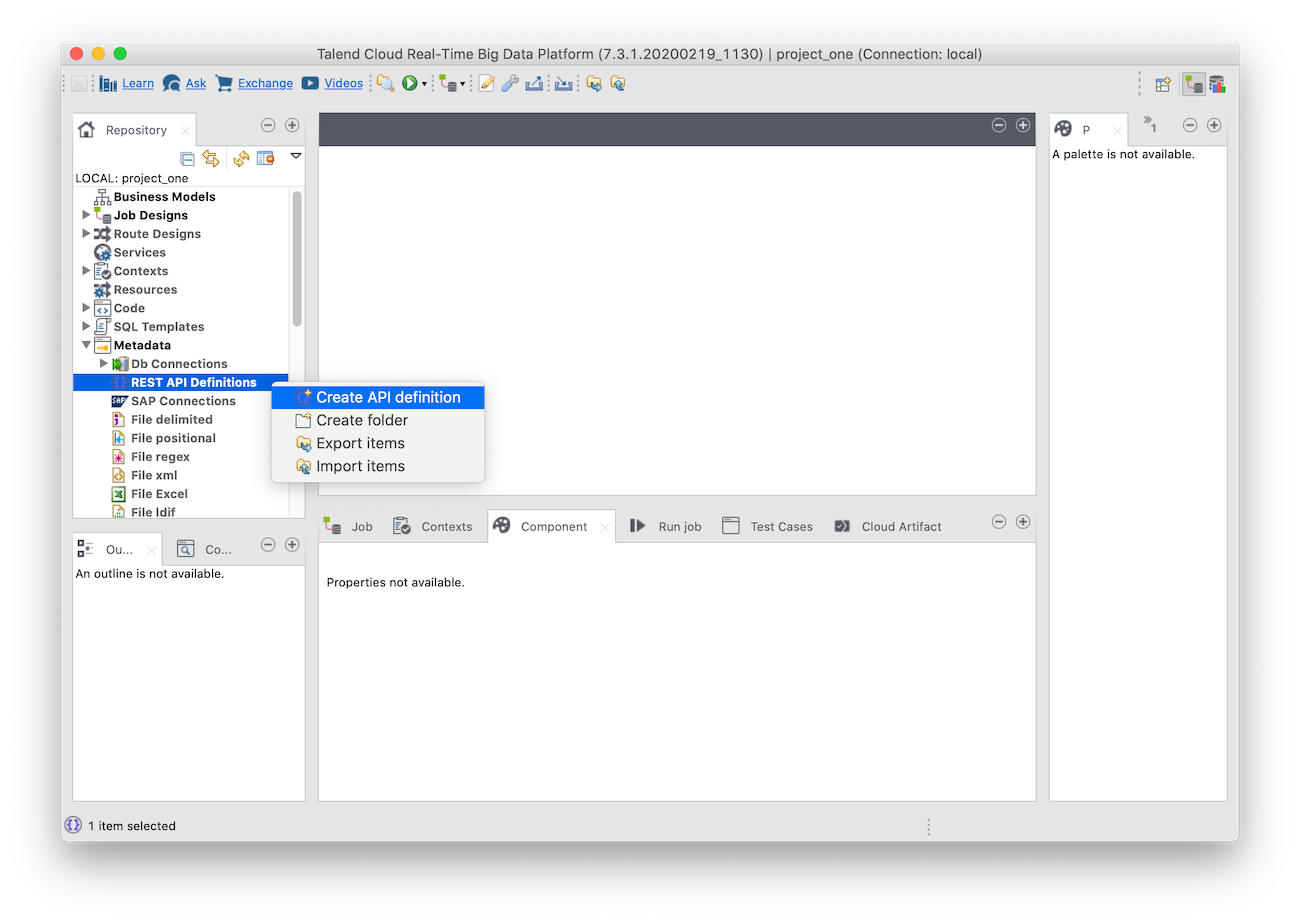 Talend Cloud Real-Time Big Data Platform (7.3.1.20200219_1130) | project_one (Connection: local)
Learn Ask Exchange Videos
Repository
LOCAL: project_one
Business Models
Job Designs
Route Designs
Services
Contexts
Resources
Code
SQL Templates
Metadata
Db Connections
REST API Definitions
SAP SAP Connections
File delimited
File positional
File regex
File xml
File Excel
File ldif
Create API definition
Create folder
Export items
Import items
P
»1
A palette is not available.
Ou... Co...
An outline is not available.
Job Contexts Component Run job Test Cases Cloud Artifact
Properties not available.
1 item selected